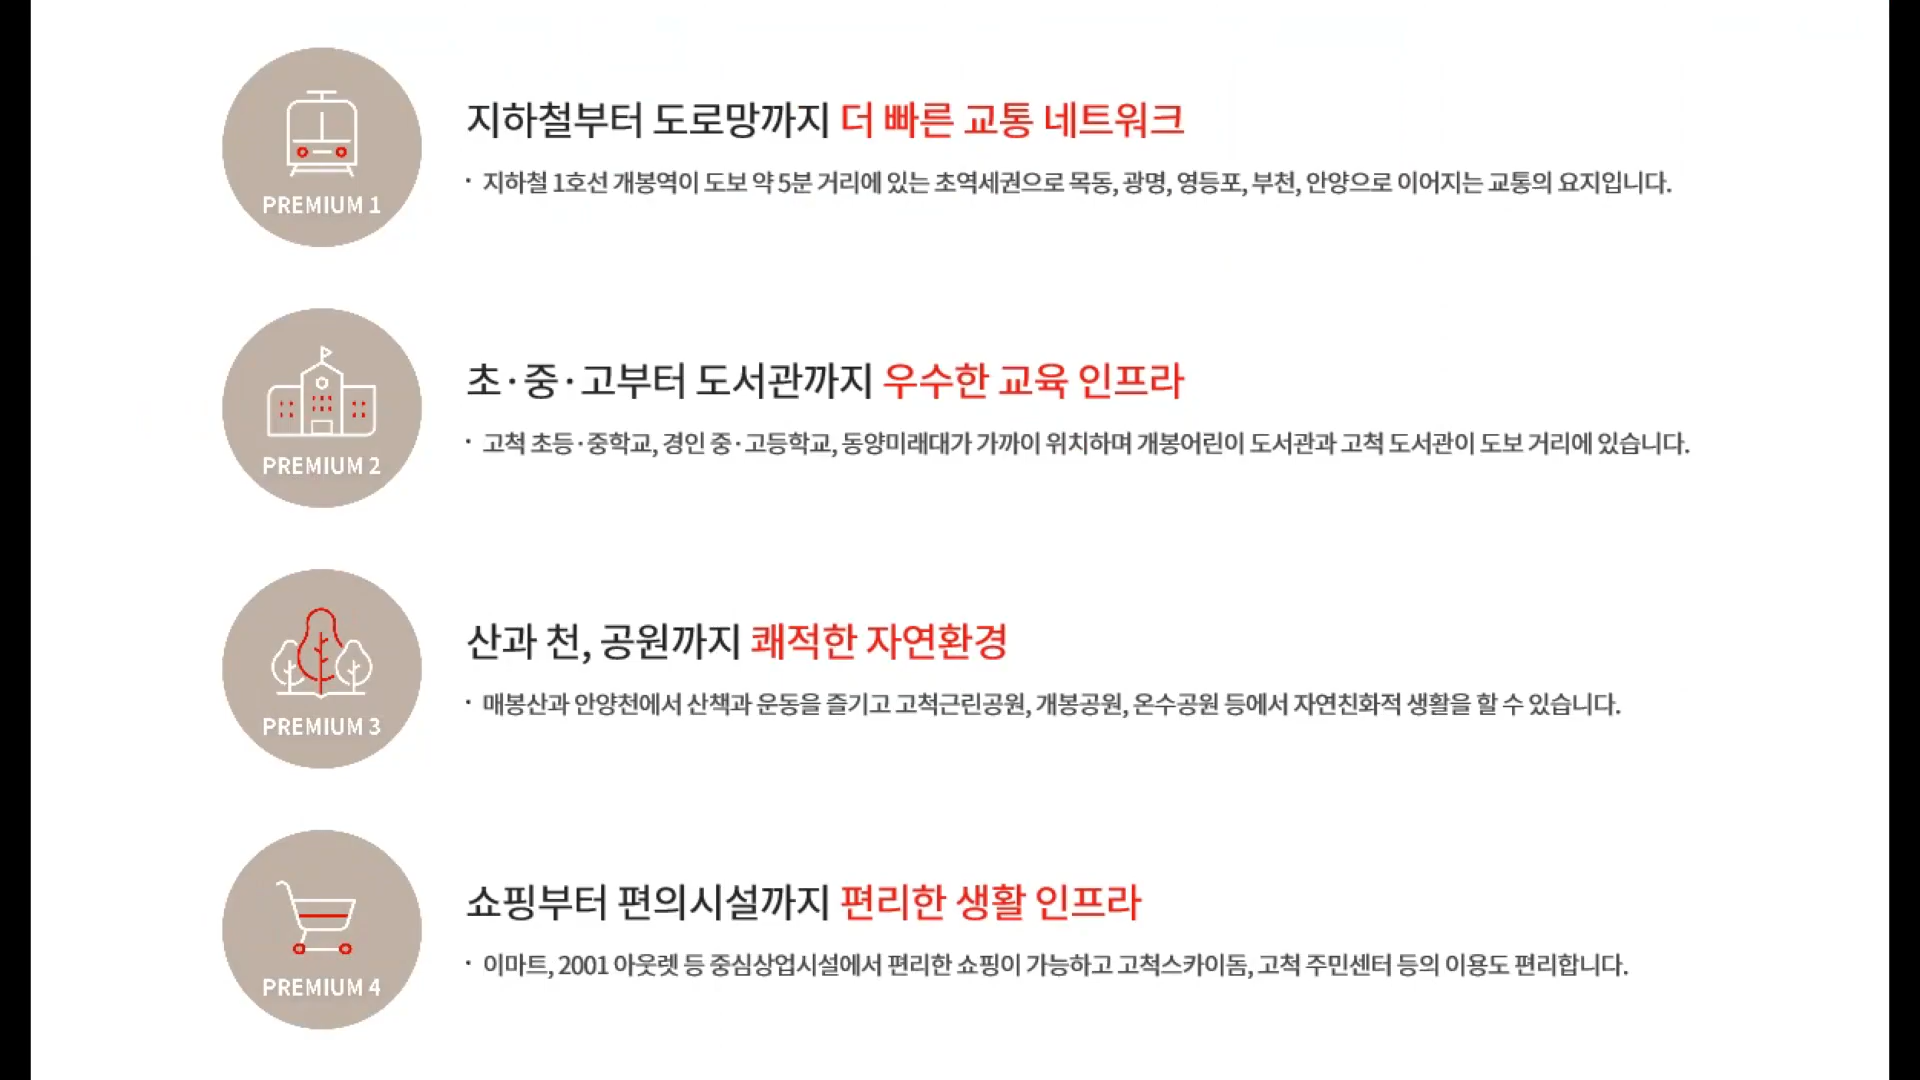 PREMIUM 1
지하철부터 도로망까지 더 빠른 교통 네트워크
· 지하철 1호선 개봉역이 도보 약 5분 거리에 있는 초역세권으로 목동, 광명, 영등포, 부천, 안양으로 이어지는 교통의 요지입니다.
PREMIUM 2
초·중·고부터 도서관까지 우수한 교육 인프라
· 고척 초등·중학교, 경인 중·고등학교, 동양미래대가 가까이 위치하며 개봉어린이 도서관과 고척 도서관이 도보 거리에 있습니다.
PREMIUM 3
산과 천, 공원까지 쾌적한 자연환경
· 매봉산과 안양천에서 산책과 운동을 즐기고 고척근린공원, 개봉공원, 온수공원 등에서 자연친화적 생활을 할 수 있습니다.
PREMIUM 4
쇼핑부터 편의시설까지 편리한 생활 인프라
· 이마트, 2001 아웃렛 등 중심상업시설에서 편리한 쇼핑이 가능하고 고척스카이돔, 고척 주민센터 등의 이용도 편리합니다.